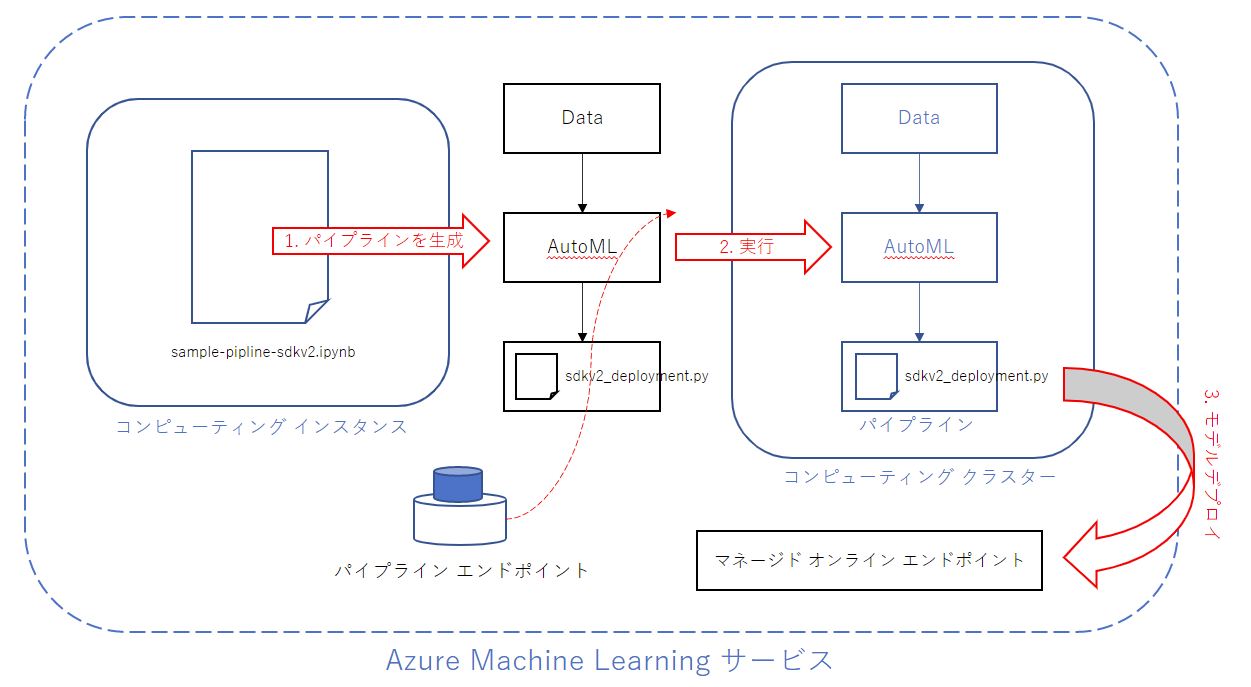 Data
Data
1. パイプラインを生成
AutoML
2. 実行
AutoML
sample-pipline-sdkv2.ipynb
sdkv2_deployment.py
sdkv2_deployment.py
コンピューティング インスタンス
パイプライン
3. モデルデプロイ
コンピューティング クラスター
パイプライン エンドポイント
マネージド オンライン エンドポイント
Azure Machine Learning サービス